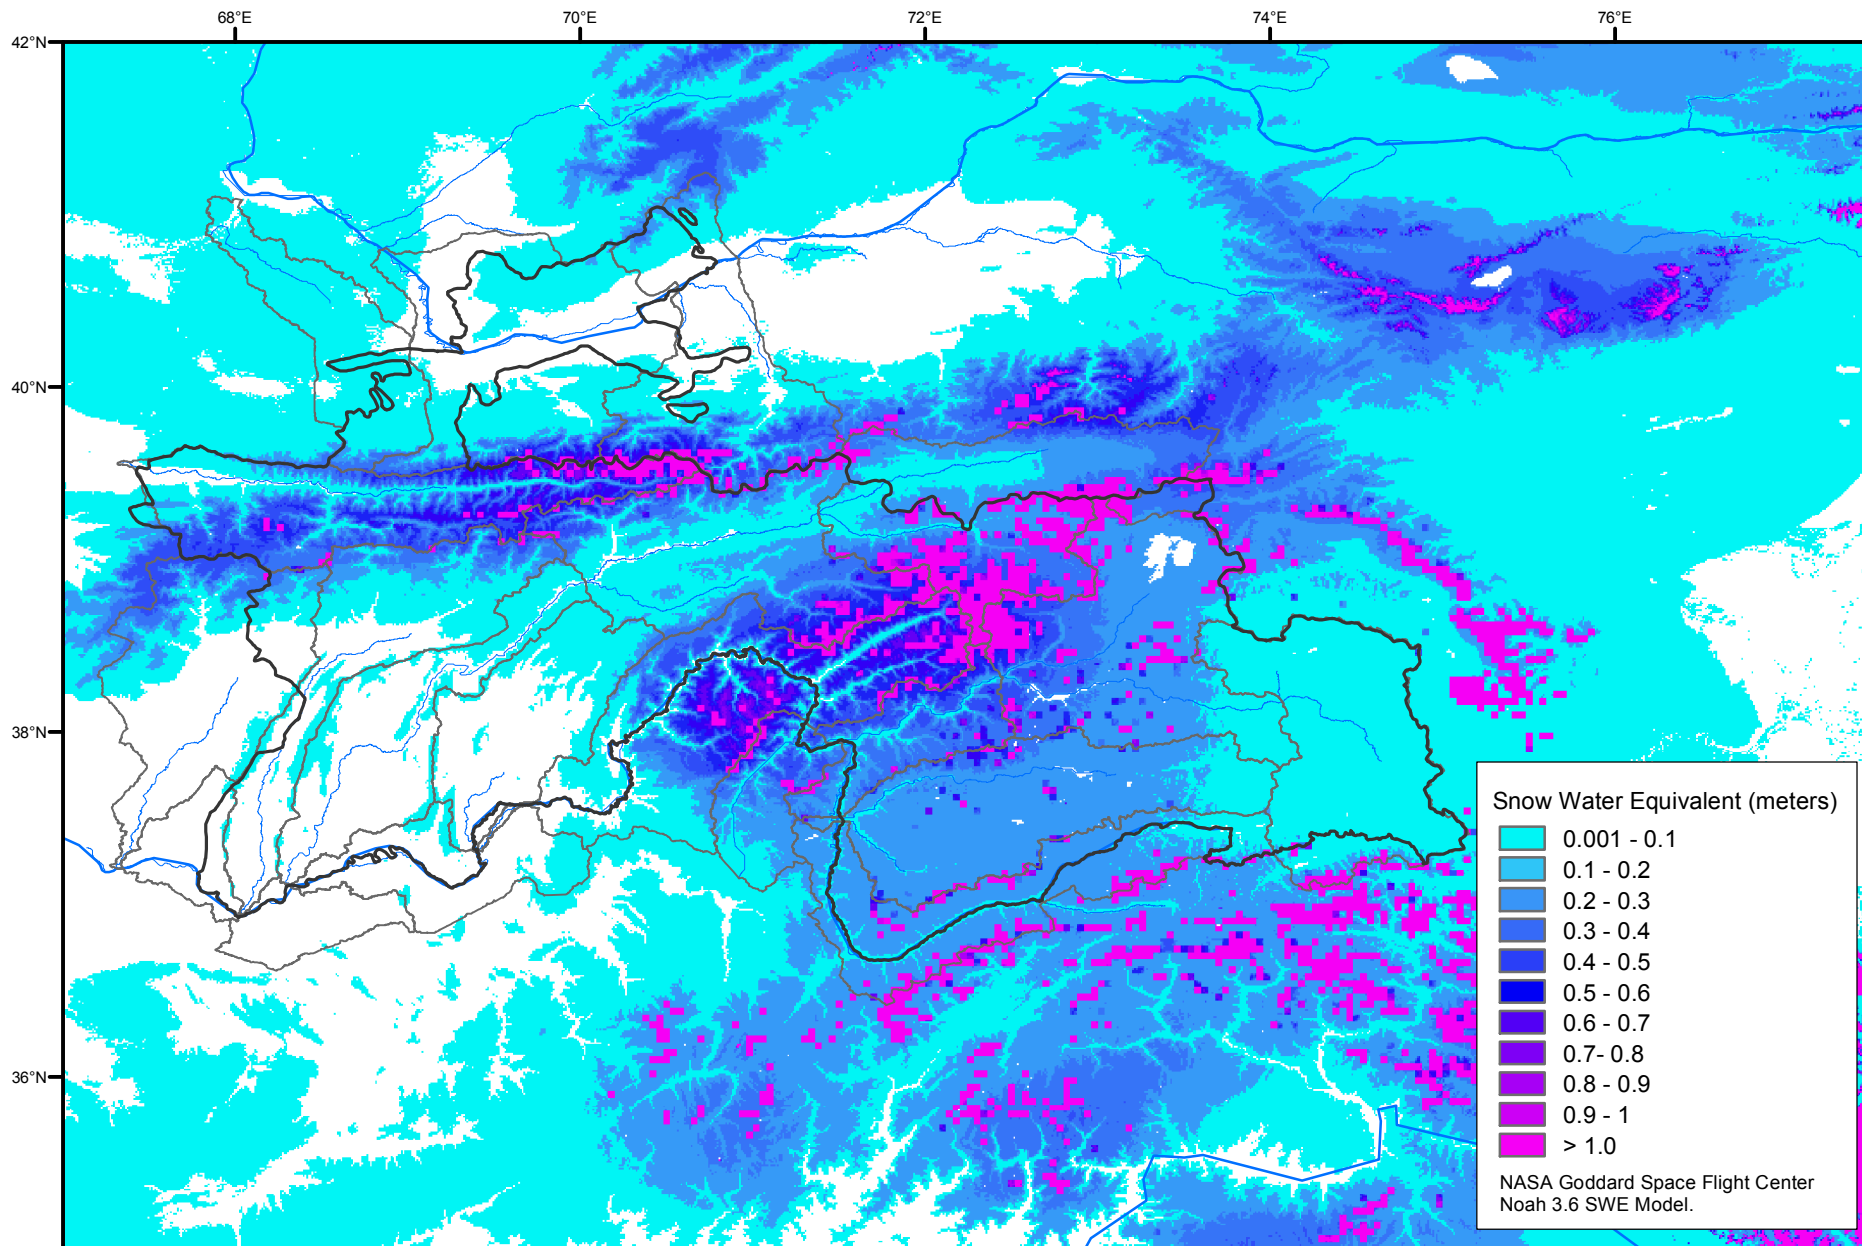 68°E 70°E 72°E 74°E 76°E
42°N
40°N
38°N
36°N
Snow Water Equivalent (meters)
0.001 - 0.1
0.1 - 0.2
0.2 - 0.3
0.3 - 0.4
0.4 - 0.5
0.5 - 0.6
0.6 - 0.7
0.7- 0.8
0.8 - 0.9
0.9 - 1
> 1.0
NASA Goddard Space Flight Center
Noah 3.6 SWE Model.